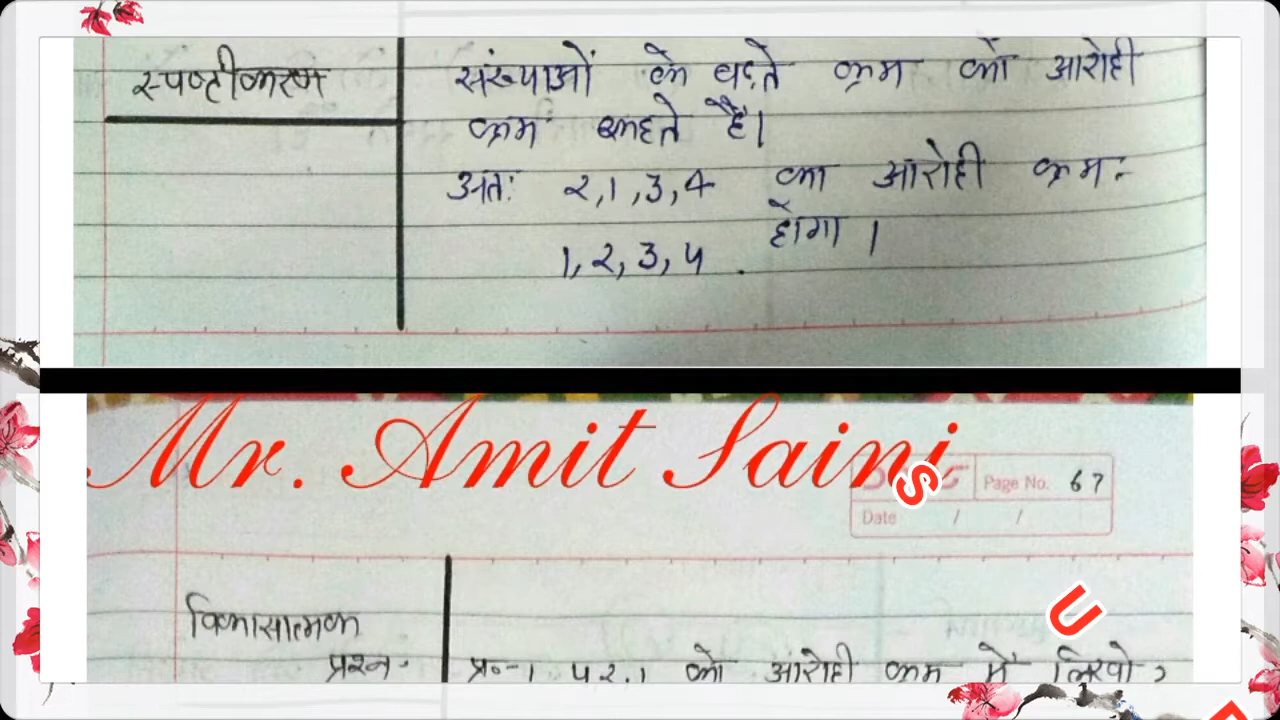 स्पष्टीकरण
संख्याओं के बढ़ते क्रम को आरोही
क्रम कहते है।
अतः २,1,3,4 का आरोही क्रम:-
1,२,3,4 होगा।
Mr. Amit Saini
S
Page No. 67
Date / /
U
विकासात्मक
प्रश्न-
प्र०-1 4२.1 को आरोही क्रम में लिखो?